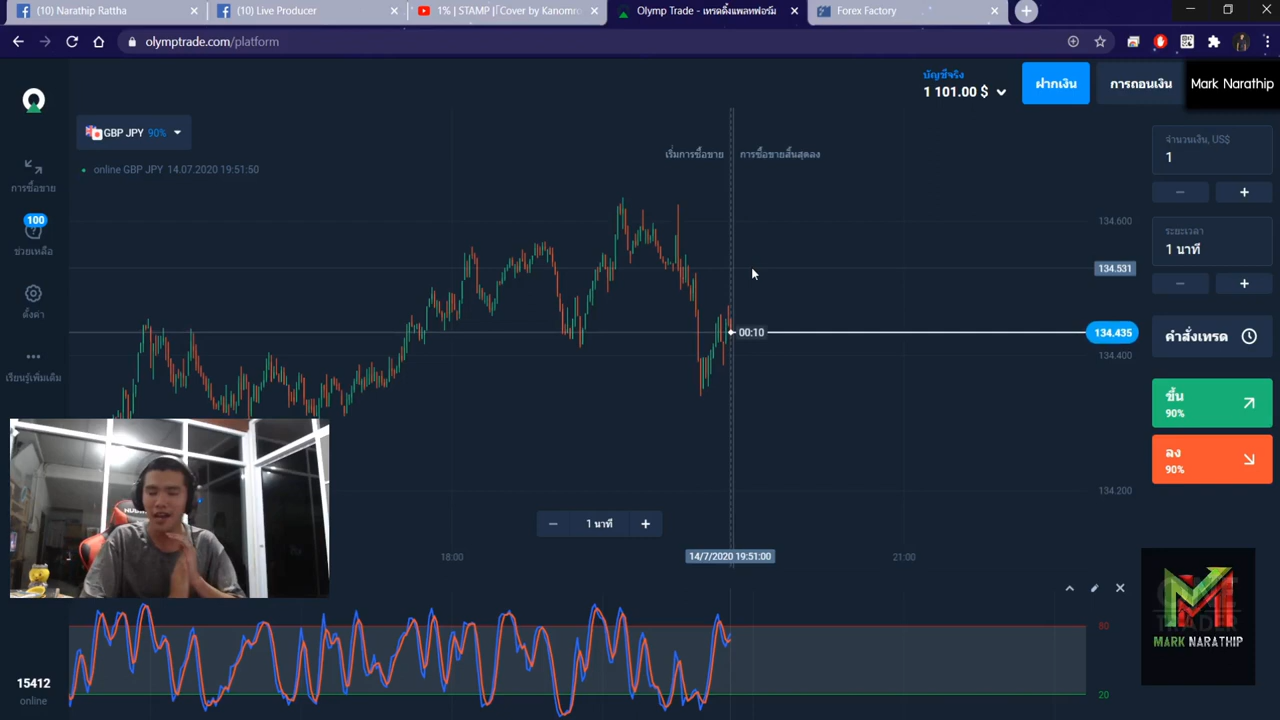 (10) Narathip Rattha
(10) Live Producer
1% | STAMP |「Cover by Kanomro
Olymp Trade - เทรดดิ้งแพลทฟอร์ม
Forex Factory
olymptrade.com/platform
บัญชีจริง
1 101.00 $
ฝากเงิน
การถอนเงิน
Mark Narathip
GBP JPY 90%
online GBP JPY 14.07.2020 19:51:50
เริ่มการซื้อขาย
การซื้อขายสิ้นสุดลง
จำนวนเงิน, US$
1
การซื้อขาย
100
ช่วยเหลือ
ตั้งค่า
เรียนรู้เพิ่มเติม
134.600
134.531
134.435
134.400
134.200
00:10
ระยะเวลา
1 นาที
คำสั่งเทรด
ขึ้น
90%
ลง
90%
1 นาที
18:00
14/7/2020 19:51:00
21:00
80
20
15412
online
MARK NARATHIP